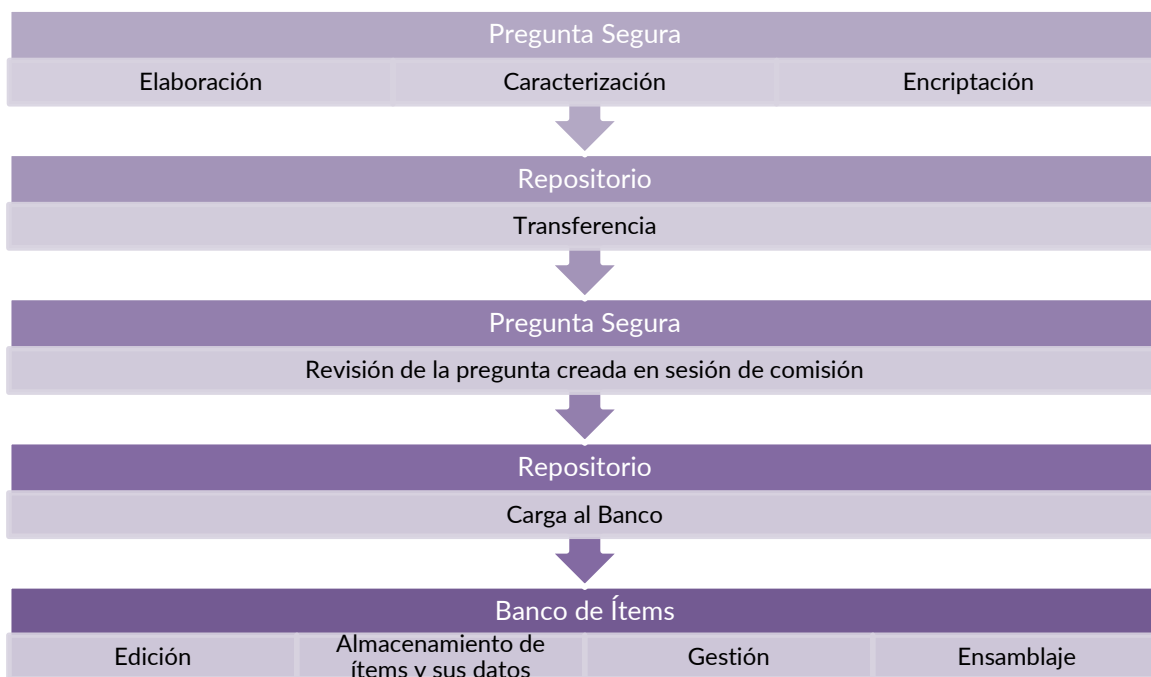 Pregunta Segura
Elaboración Caracterización Encriptación
Repositorio
Transferencia
Pregunta Segura
Revisión de la pregunta creada en sesión de comisión
Repositorio
Carga al Banco
Banco de Ítems
Edición Almacenamiento de ítems y sus datos Gestión Ensamblaje